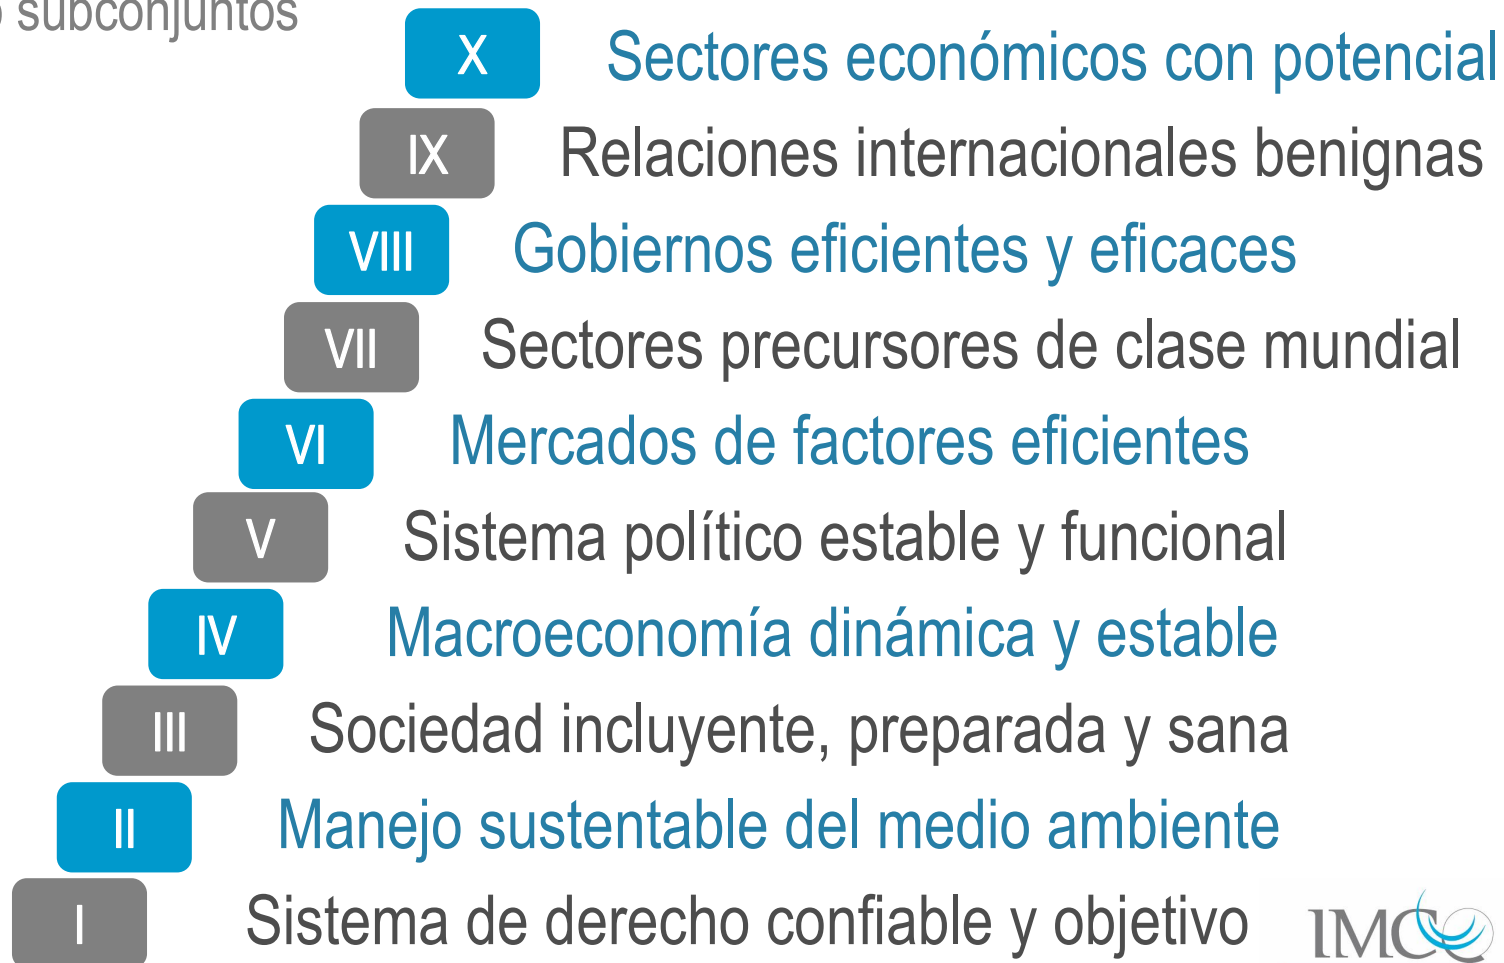 subconjuntos
X Sectores económicos con potencial
IX Relaciones internacionales benignas
VIII Gobiernos eficientes y eficaces
VII Sectores precursores de clase mundial
VI Mercados de factores eficientes
V Sistema político estable y funcional
IV Macroeconomía dinámica y estable
III Sociedad incluyente, preparada y sana
II Manejo sustentable del medio ambiente
I Sistema de derecho confiable y objetivo
IMCO